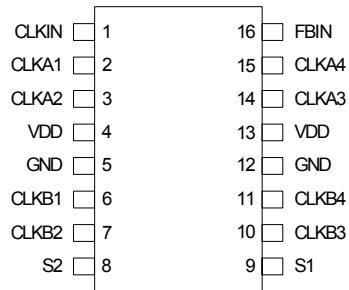 CLKIN 1 16 FBIN
CLKA1 2 15 CLKA4
CLKA2 3 14 CLKA3
VDD 4 13 VDD
GND 5 12 GND
CLKB1 6 11 CLKB4
CLKB2 7 10 CLKB3
S2 8 9 S1